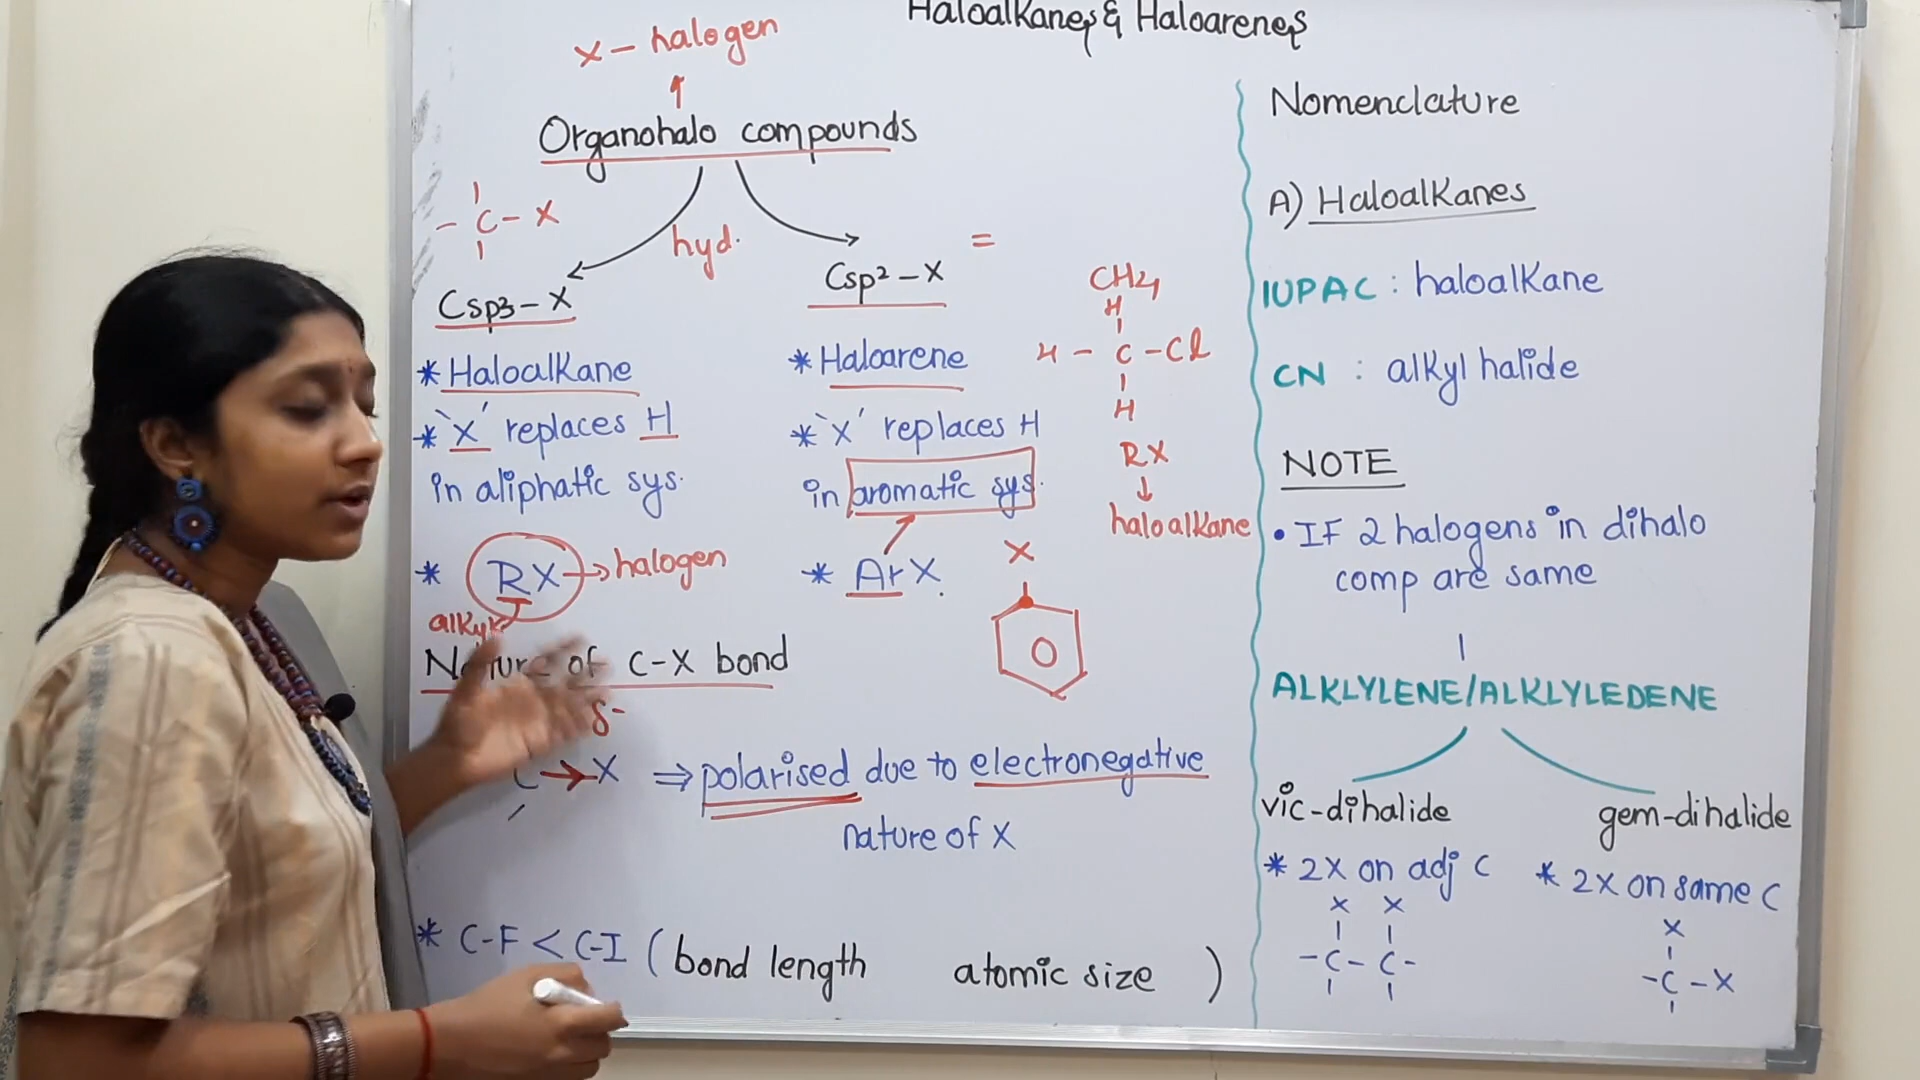 Haloalkanes & Haloarenes
X – halogen
Organohalo compounds
- C - X
hyd.
Csp3 – X
* Haloalkane
* 'X' replaces H
in aliphatic sys.
* RX → halogen
alkyl
Csp² – X
=
* Haloarene
* 'X' replaces H
in aromatic sys.
* ArX.
X
CH4
H
H - C - Cl
H
RX
↓
haloalkane
Nature of C-X bond
δ-
C → X ⇒ polarised due to electronegative
nature of X
* C-F < C-I ( bond length atomic size )
Nomenclature
A) Haloalkanes
IUPAC : haloalkane
CN : alkyl halide
NOTE
• IF 2 halogens in dihalo
comp are same
ALKLYLENE/ALKLYLEDENE
vic-dihalide
* 2X on adj C
X X
- C - C -
gem-dihalide
* 2X on same C
X
- C - X